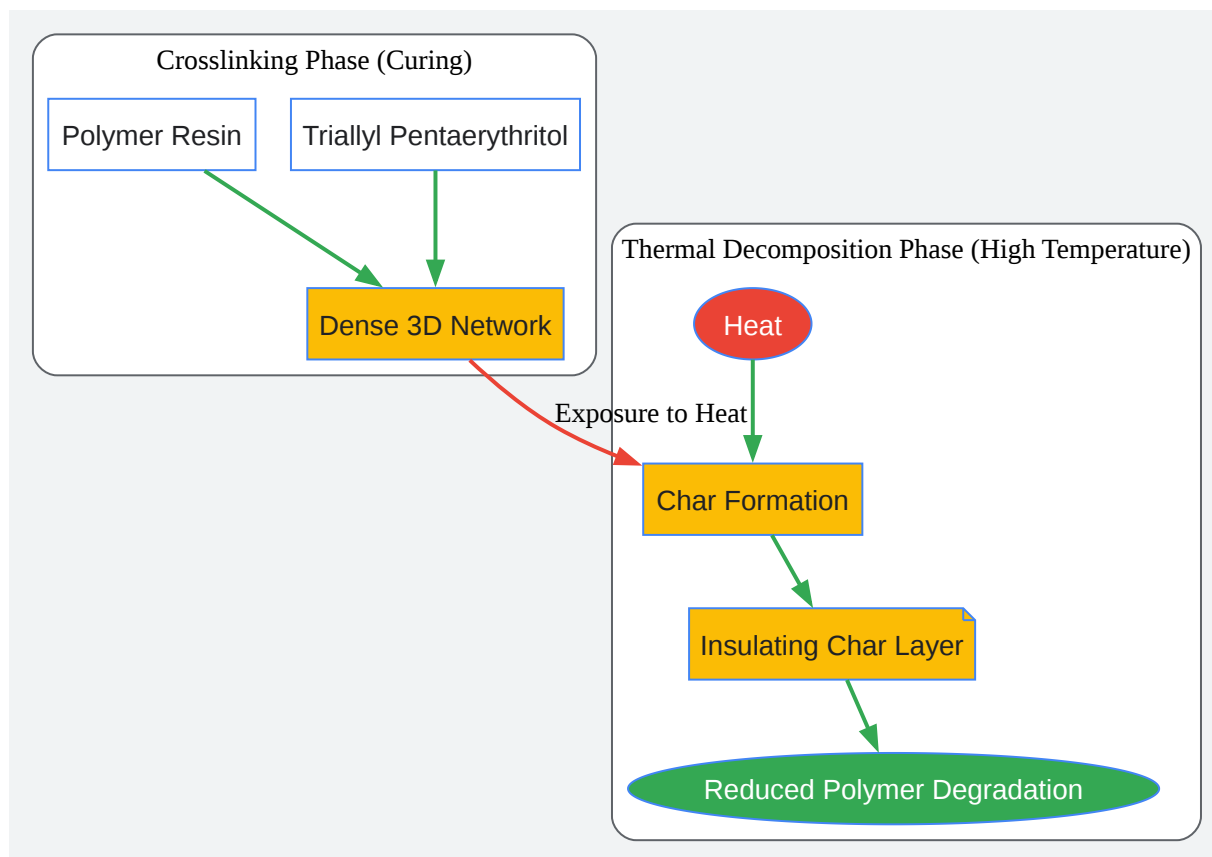 Crosslinking Phase (Curing)
Polymer Resin
Triallyl Pentaerythritol
Dense 3D Network
Thermal Decomposition Phase (High Temperature)
Heat
Exposure to Heat
Char Formation
Insulating Char Layer
Reduced Polymer Degradation